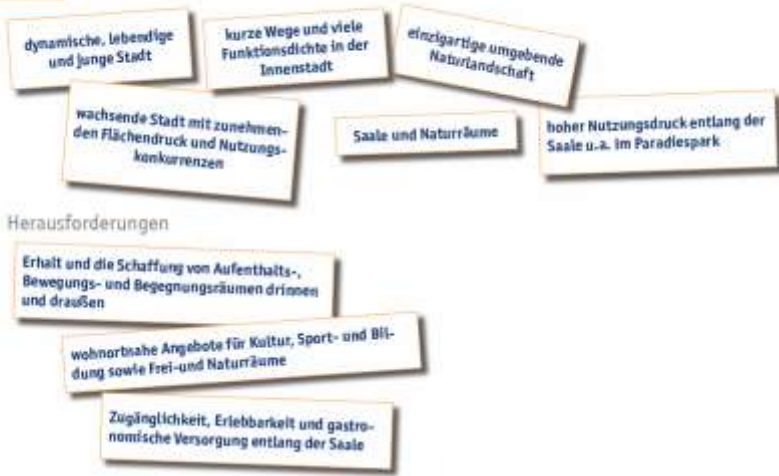 dynamische, lebendige
und junge Stadt
kurze Wege und viele
Funktionsdichte in der
Innenstadt
einzigartige umgebende
Naturlandschaft
wachsende Stadt mit zunehmen-
den Flächendruck und Nutzungs-
konkurrenzen
Saale und Naturräume
hoher Nutzungsdruck entlang der
Saale u.a. im Paradiespark
Herausforderungen
Erhalt und die Schaffung von Aufenthalts-,
Bewegungs- und Begegnungsräumen drinnen
und draußen
wohnortnahe Angebote für Kultur, Sport- und Bil-
dung sowie Frei-und Naturräume
Zugänglichkeit, Erlebbarkeit und gastro-
nomische Versorgung entlang der Saale